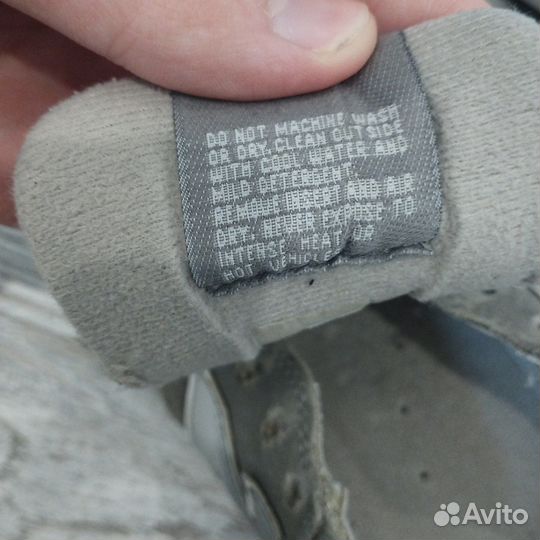 DO NOT MACHINE WASH
OR DRY. CLEAN OUTSIDE
WITH COOL WATER AND
MILD DETERGENT.
REMOVE INSERT AND AIR
DRY. NEVER EXPOSE TO
INTENSE HEAT OR
HOT VEHICLE
Avito